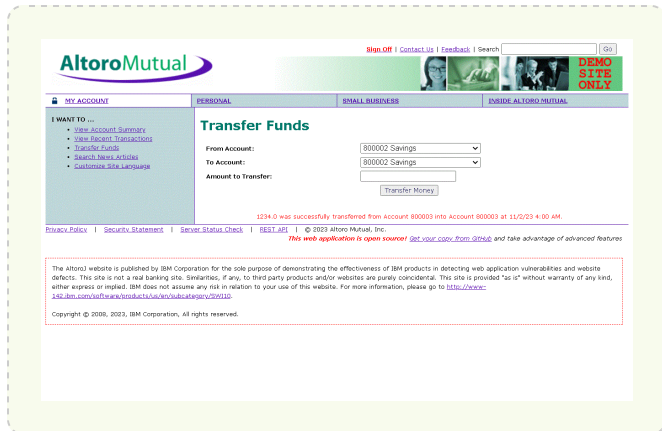 Sign Off | Contact Us | Feedback | Search Go
AltoroMutual
DEMO
SITE
ONLY
MY ACCOUNT PERSONAL SMALL BUSINESS INSIDE ALTORO MUTUAL
I WANT TO ...
View Account Summary
View Recent Transactions
Transfer Funds
Search News Articles
Customize Site Language
Transfer Funds
From Account: 800002 Savings
To Account: 800002 Savings
Amount to Transfer:
Transfer Money
1234.0 was successfully transferred from Account 800003 into Account 800003 at 11/2/23 4:00 AM.
Privacy Policy | Security Statement | Server Status Check | REST API | © 2023 Altoro Mutual, Inc.
This web application is open source! Get your copy from GitHub and take advantage of advanced features
The AltoroJ website is published by IBM Corporation for the sole purpose of demonstrating the effectiveness of IBM products in detecting web application vulnerabilities and website
defects. This site is not a real banking site. Similarities, if any, to third party products and/or websites are purely coincidental. This site is provided "as is" without warranty of any kind,
either express or implied. IBM does not assume any risk in relation to your use of this website. For more information, please go to http://www-
142.ibm.com/software/products/us/en/subcategory/SWI10.
Copyright © 2008, 2023, IBM Corporation, All rights reserved.